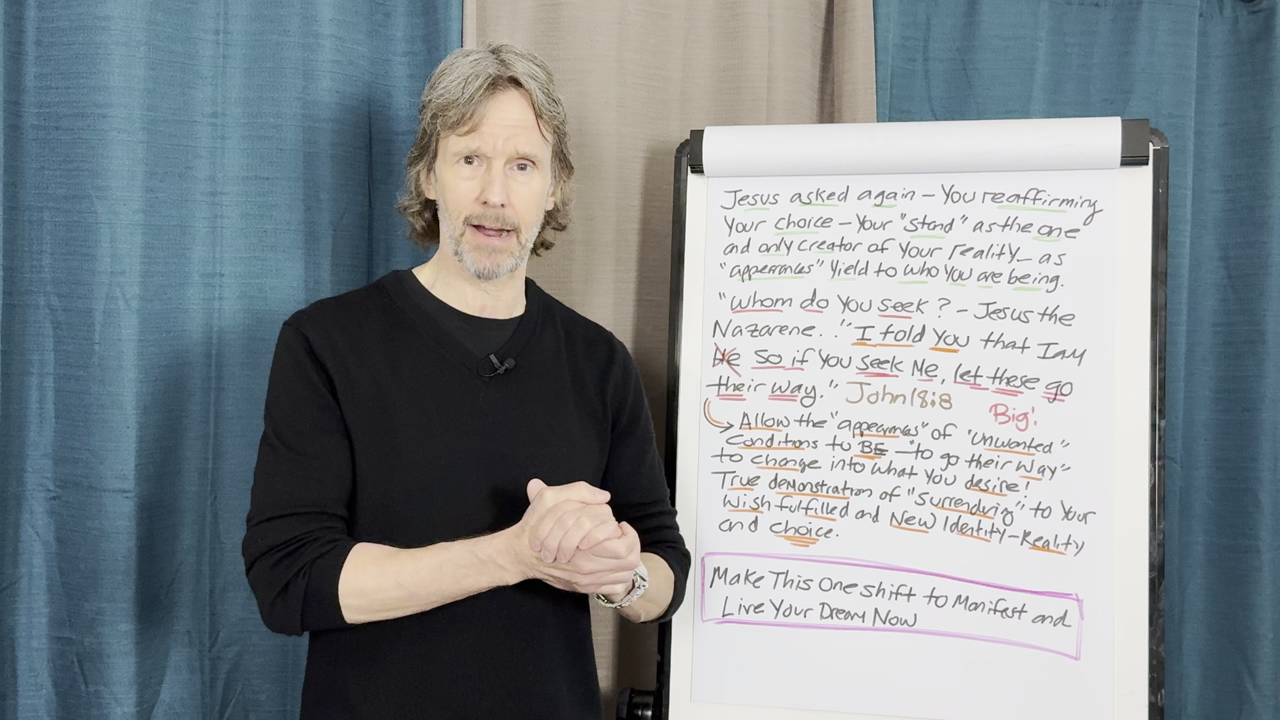 Jesus asked again - You reaffirming
Your choice - Your "stand" as the one
and only creator of your reality - as
"appearances" Yield to who You are being.
"Whom do You seek? - Jesus the
Nazarene.." I told You that I am
He So if You seek Me, let these go
their way." John 18:8
Big!
Allow the "appearances" of "Unwanted"
Conditions to BE - "to go their way"
to change into what You desire!
True demonstration of "Surrendering" to Your
Wish fulfilled and New Identity - Reality
and choice.
Make This One shift to Manifest and
Live Your Dream Now